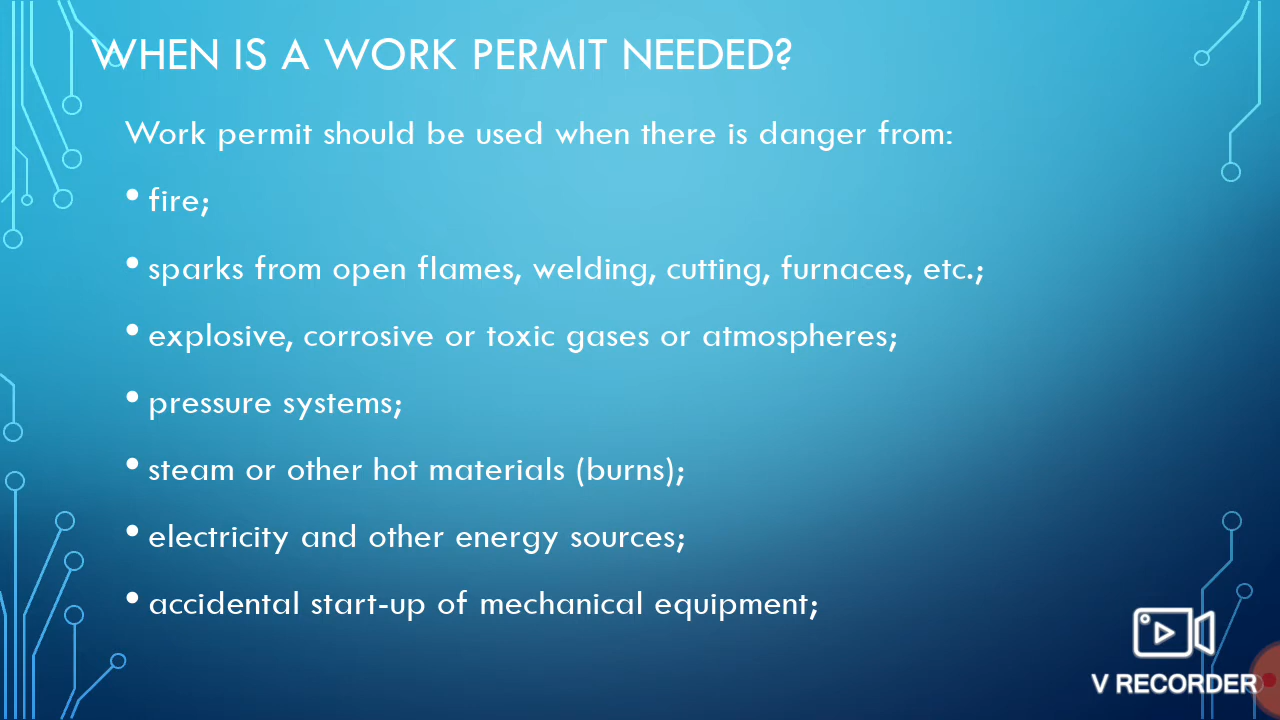 WHEN IS A WORK PERMIT NEEDED?
Work permit should be used when there is danger from:
• fire;
• sparks from open flames, welding, cutting, furnaces, etc.;
• explosive, corrosive or toxic gases or atmospheres;
• pressure systems;
• steam or other hot materials (burns);
• electricity and other energy sources;
• accidental start-up of mechanical equipment;
V RECORDER